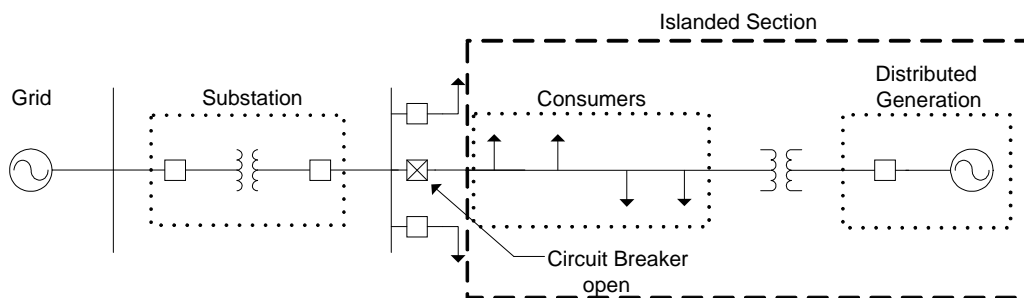 Islanded Section
Grid
Substation
Consumers
Distributed
Generation
Circuit Breaker
open